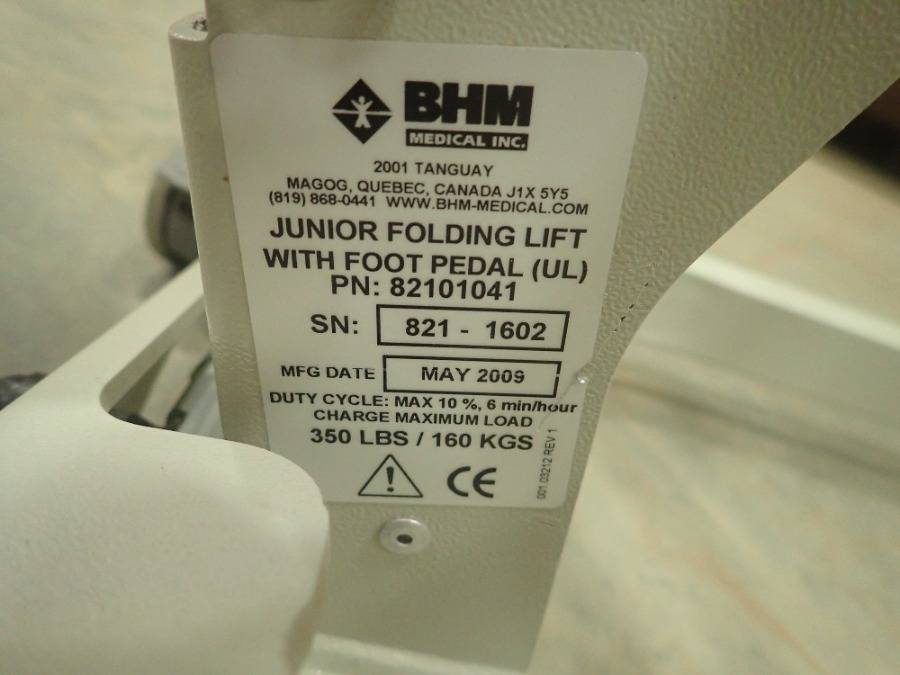 BHM
MEDICAL INC.
2001 TANGUAY
MAGOG, QUEBEC, CANADA J1X 5Y5
(819) 868-0441 WWW.BHM-MEDICAL.COM
JUNIOR FOLDING LIFT
WITH FOOT PEDAL (UL)
PN: 82101041
SN: 821 - 1602
MFG DATE MAY 2009
DUTY CYCLE: MAX 10 %, 6 min/hour
CHARGE MAXIMUM LOAD
350 LBS / 160 KGS
! CE
001.03212 REV 1